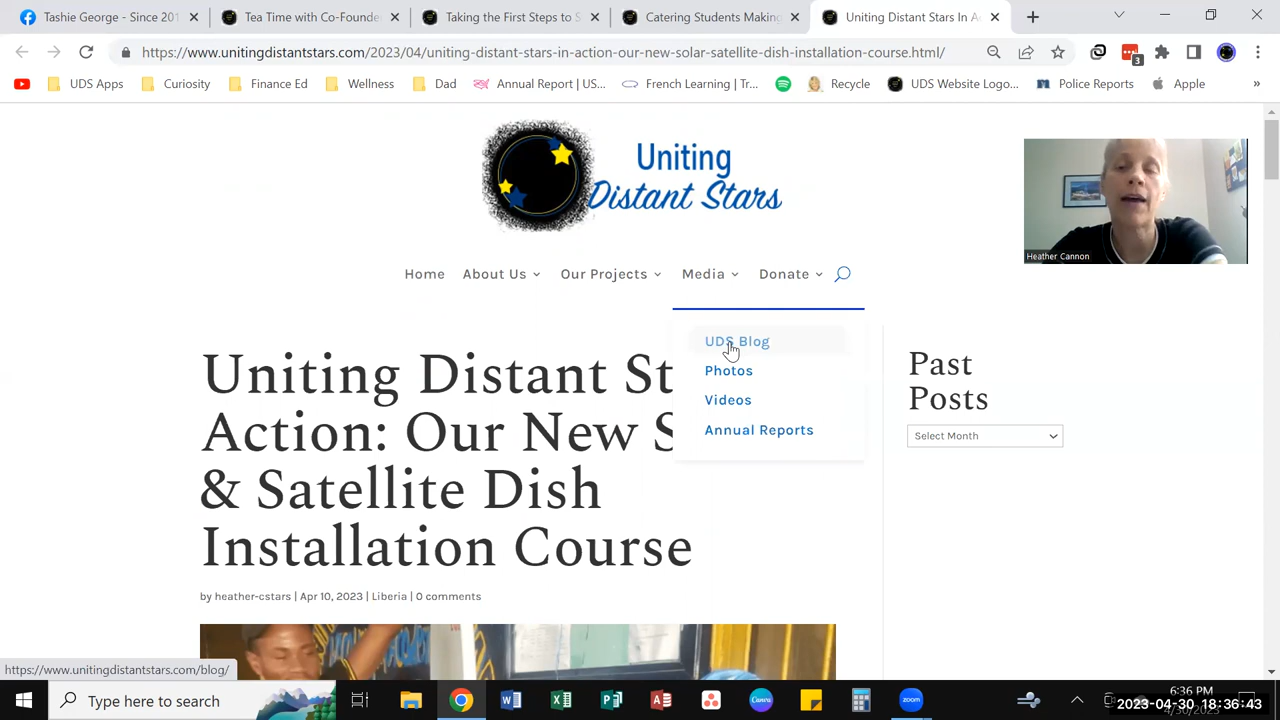 Tashie George - Since 201
Tea Time with Co-Founde
Taking the First Steps to S
Catering Students Making
Uniting Distant Stars In A
https://www.unitingdistantstars.com/2023/04/uniting-distant-stars-in-action-our-new-solar-satellite-dish-installation-course.html/
3
UDS Apps
Curiosity
Finance Ed
Wellness
Dad
Annual Report | US...
French Learning | Tr...
Recycle
UDS Website Logo...
Police Reports
Apple
»
Uniting
Distant Stars
Heather Cannon
Home
About Us
Our Projects
Media
Donate
UDS Blog
Photos
Videos
Annual Reports
Uniting Distant St
Action: Our New S
& Satellite Dish
Installation Course
by heather-cstars | Apr 10, 2023 | Liberia | 0 comments
Past
Posts
Select Month
https://www.unitingdistantstars.com/blog/
Type here to search
zoom
6:36 PM
2023-04-30 18:36:43